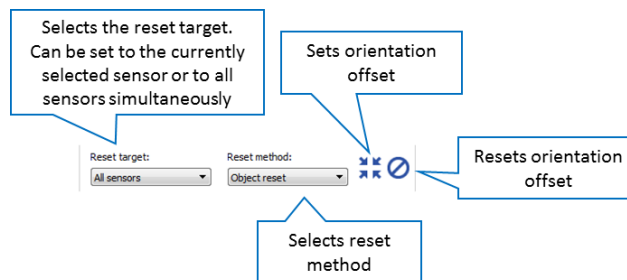 Selects the reset target.
Can be set to the currently
selected sensor or to all
sensors simultaneously
Sets orientation
offset
Reset target:
All sensors
Reset method:
Object reset
Resets orientation
offset
Selects reset
method